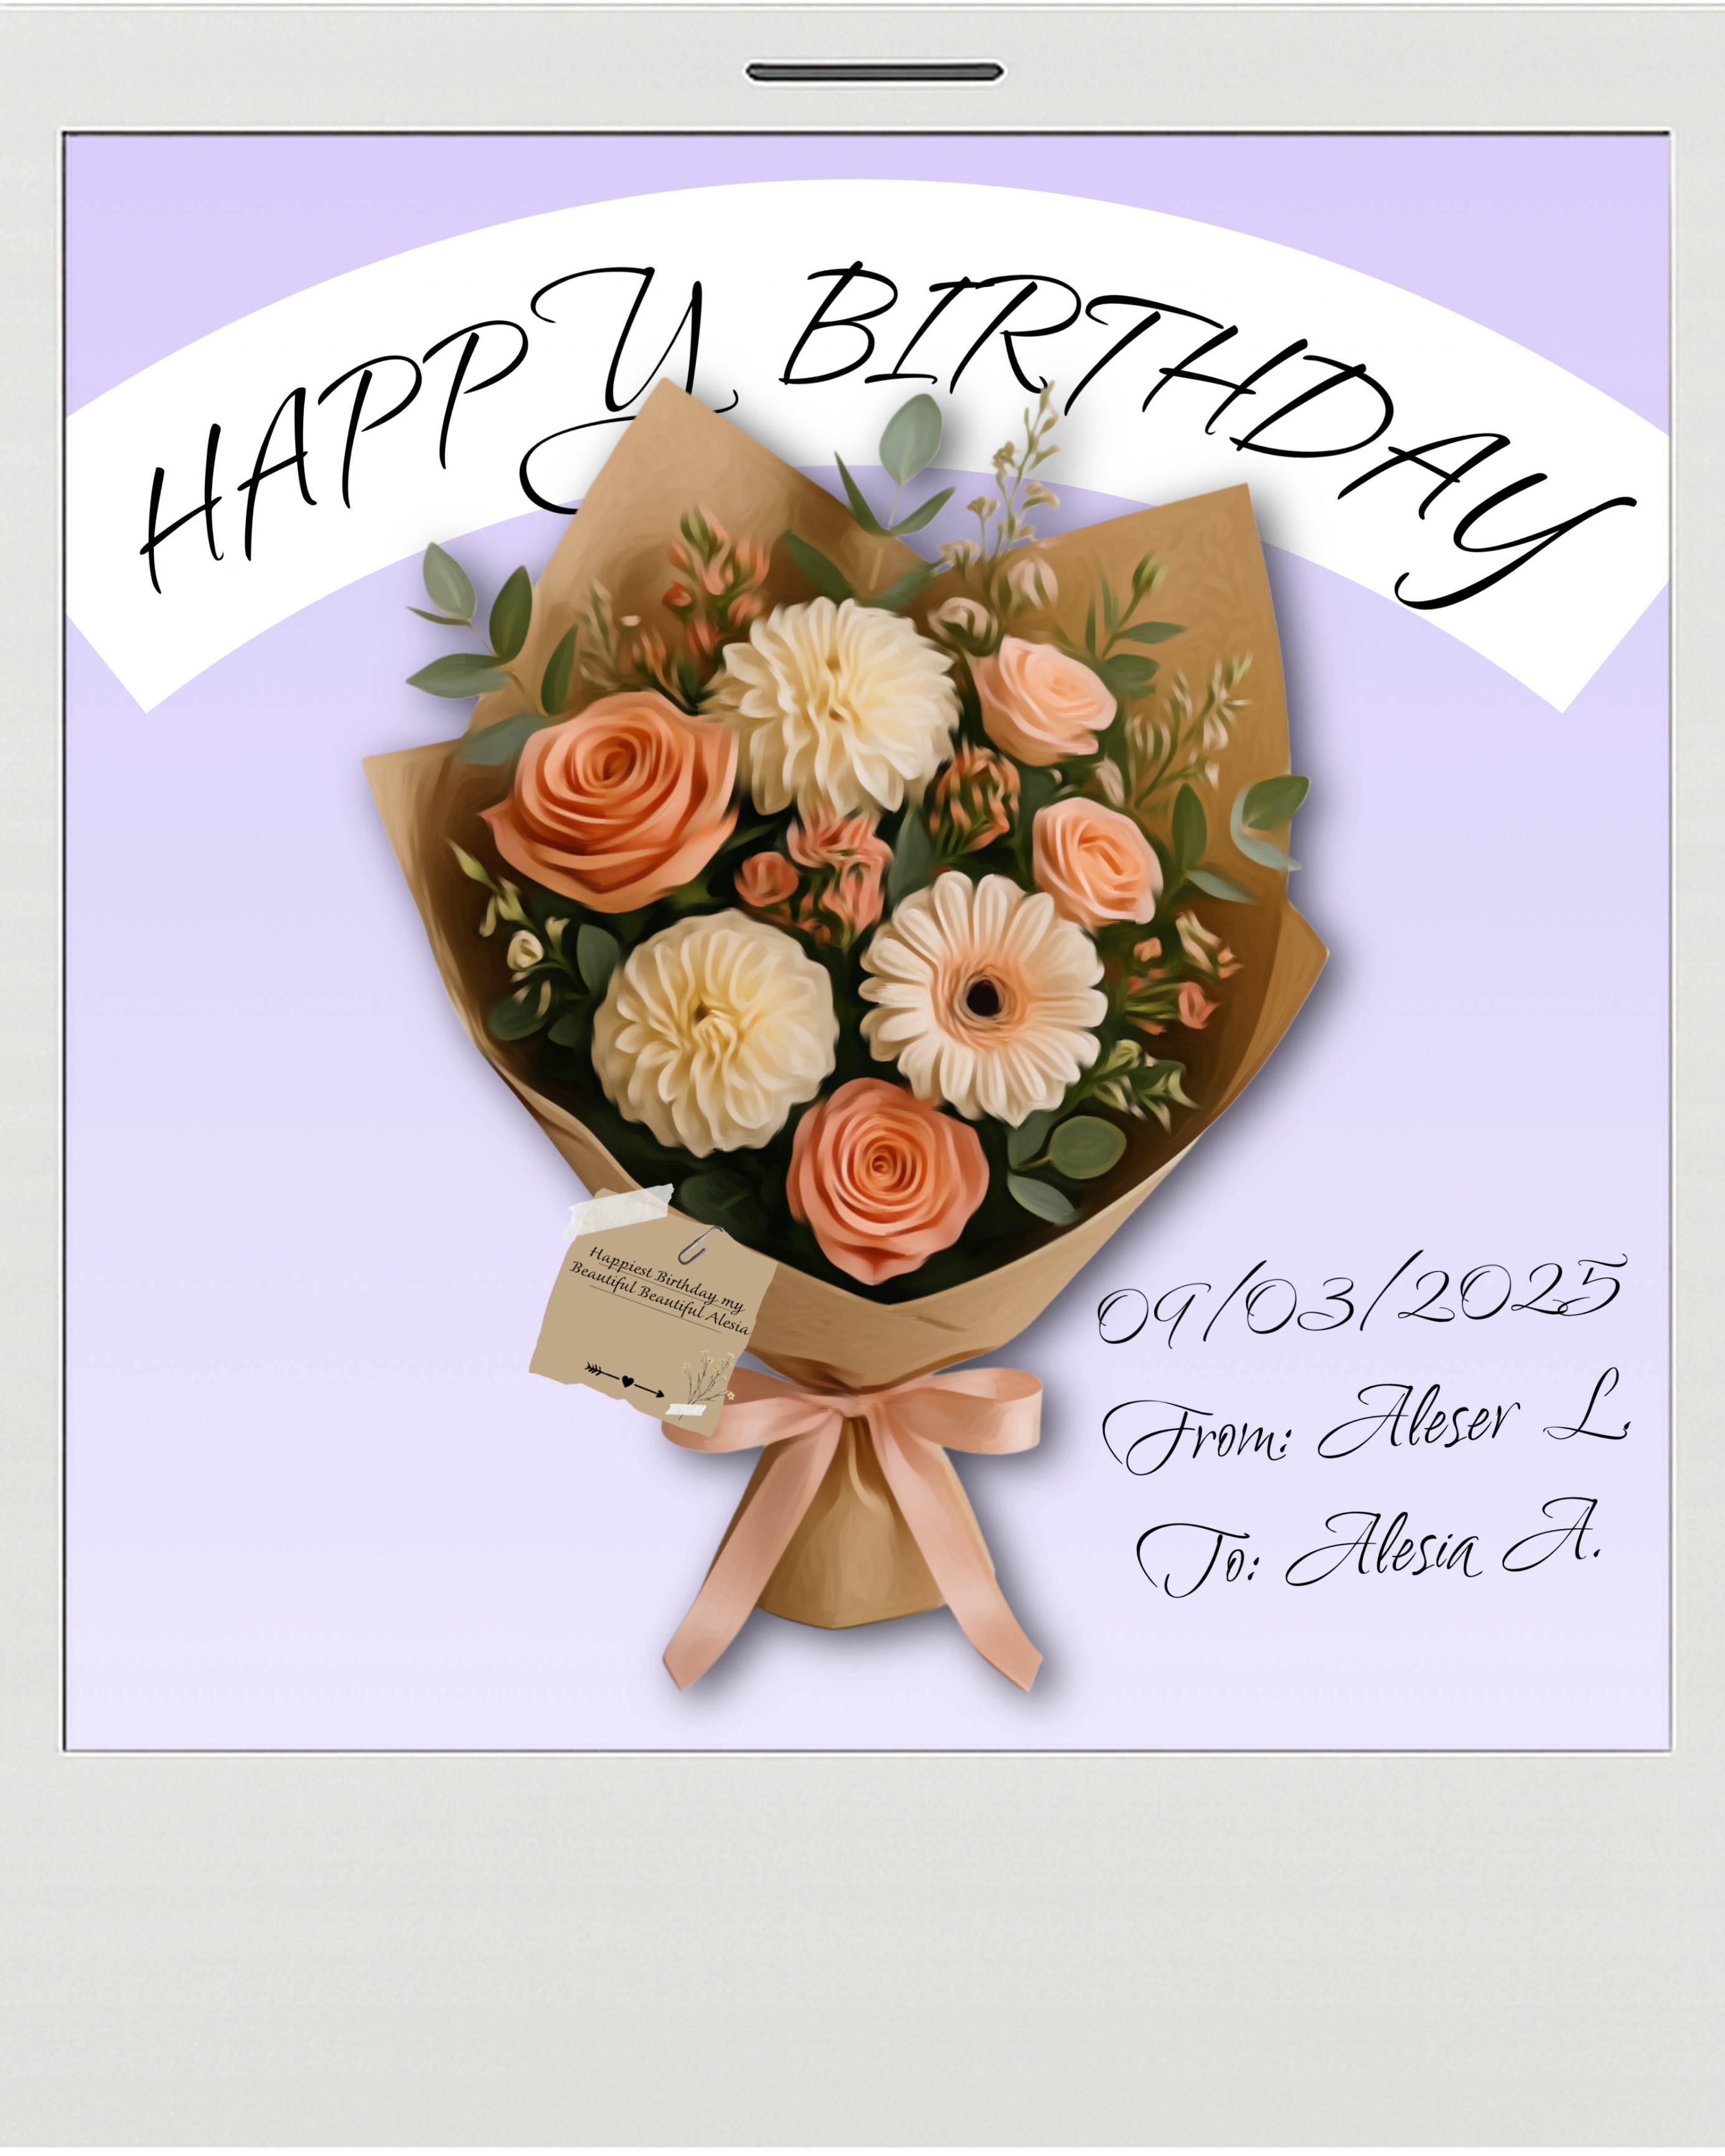 HAPPY BIRTHDAY
Happiest Birthday my
Beautiful Beautiful Alesia
09/03/2025
From: Aleser L.
To: Alesia A.